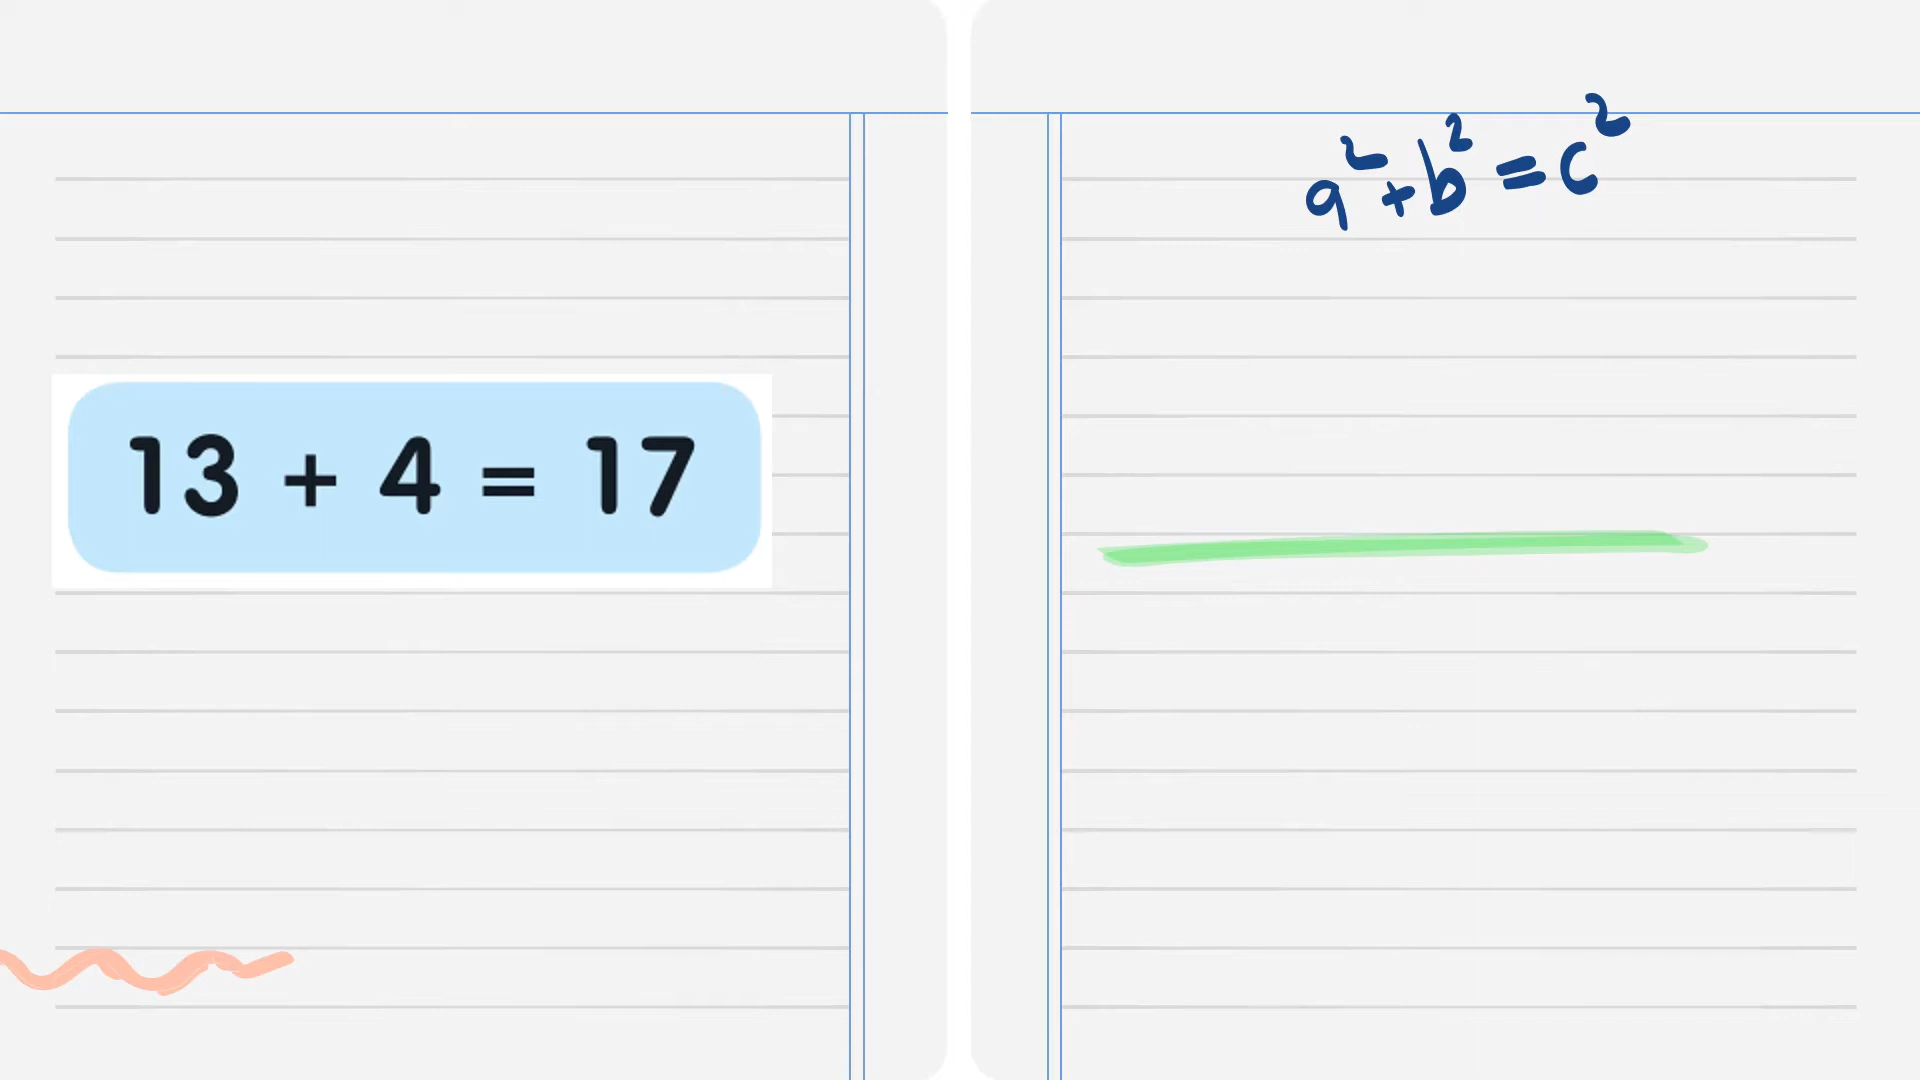 13 + 4 = 17
a² + b² = c²